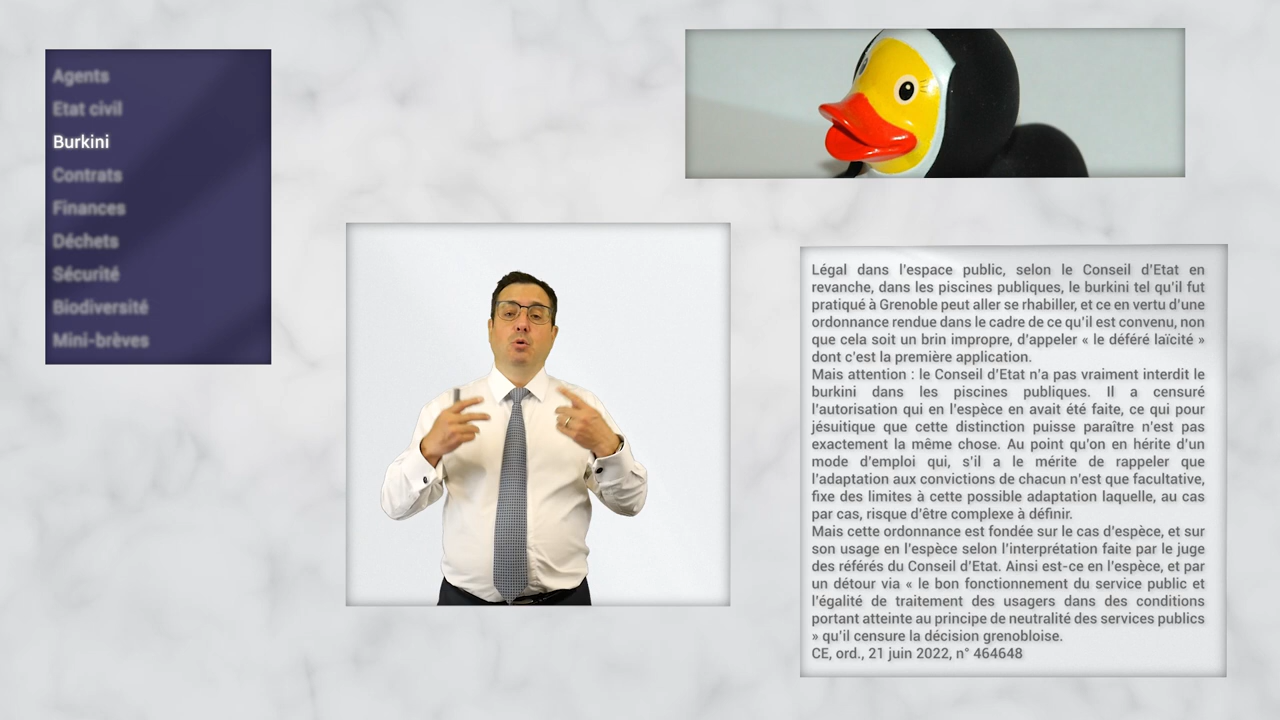 Agents
Etat civil
Burkini
Contrats
Finances
Déchets
Sécurité
Biodiversité
Mini-brèves
Légal dans l'espace public, selon le Conseil d'Etat en
revanche, dans les piscines publiques, le burkini tel qu'il fut
pratiqué à Grenoble peut aller se rhabiller, et ce en vertu d'une
ordonnance rendue dans le cadre de ce qu'il est convenu, non
que cela soit un brin impropre, d'appeler « le déféré laïcité »
dont c'est la première application.
Mais attention : le Conseil d'Etat n'a pas vraiment interdit le
burkini dans les piscines publiques. Il a censuré
l'autorisation qui en l'espèce en avait été faite, ce qui pour
jésuitique que cette distinction puisse paraître n'est pas
exactement la même chose. Au point qu'on en hérite d'un
mode d'emploi qui, s'il a le mérite de rappeler que
l'adaptation aux convictions de chacun n'est que facultative,
fixe des limites à cette possible adaptation laquelle, au cas
par cas, risque d'être complexe à définir.
Mais cette ordonnance est fondée sur le cas d'espèce, et sur
son usage en l'espèce selon l'interprétation faite par le juge
des référés du Conseil d'Etat. Ainsi est-ce en l'espèce, et par
un détour via « le bon fonctionnement du service public et
l'égalité de traitement des usagers dans des conditions
portant atteinte au principe de neutralité des services publics
» qu'il censure la décision grenobloise.
CE, ord., 21 juin 2022, n° 464648